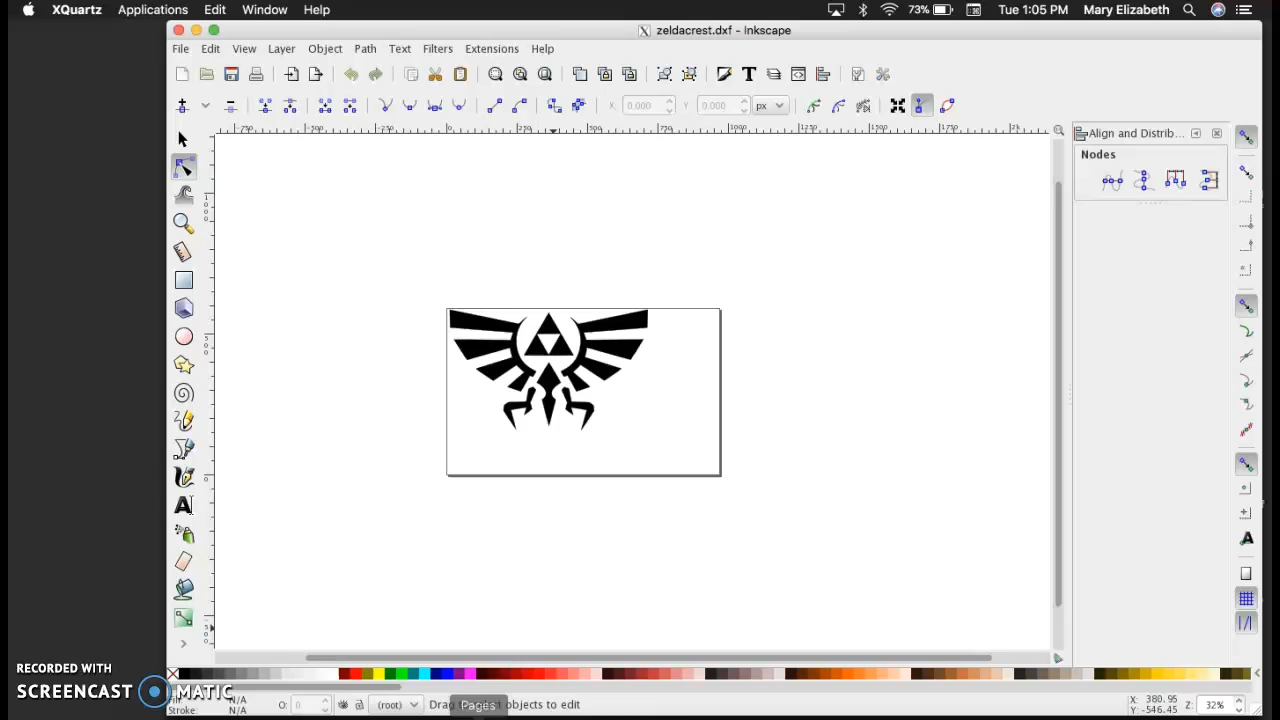 XQuartz Applications Edit Window Help 73% Tue 1:05 PM Mary Elizabeth
zeldacrest.dxf - Inkscape
File Edit View Layer Object Path Text Filters Extensions Help
X: 0.000 Y: 0.000 px
Align and Distrib...
Nodes
RECORDED WITH
SCREENCAST MATIC
Fill: N/A
Stroke: N/A
O: 0 (root) Drag objects to edit
Pages
X: 380.95
Y: -546.45
Z: 32%